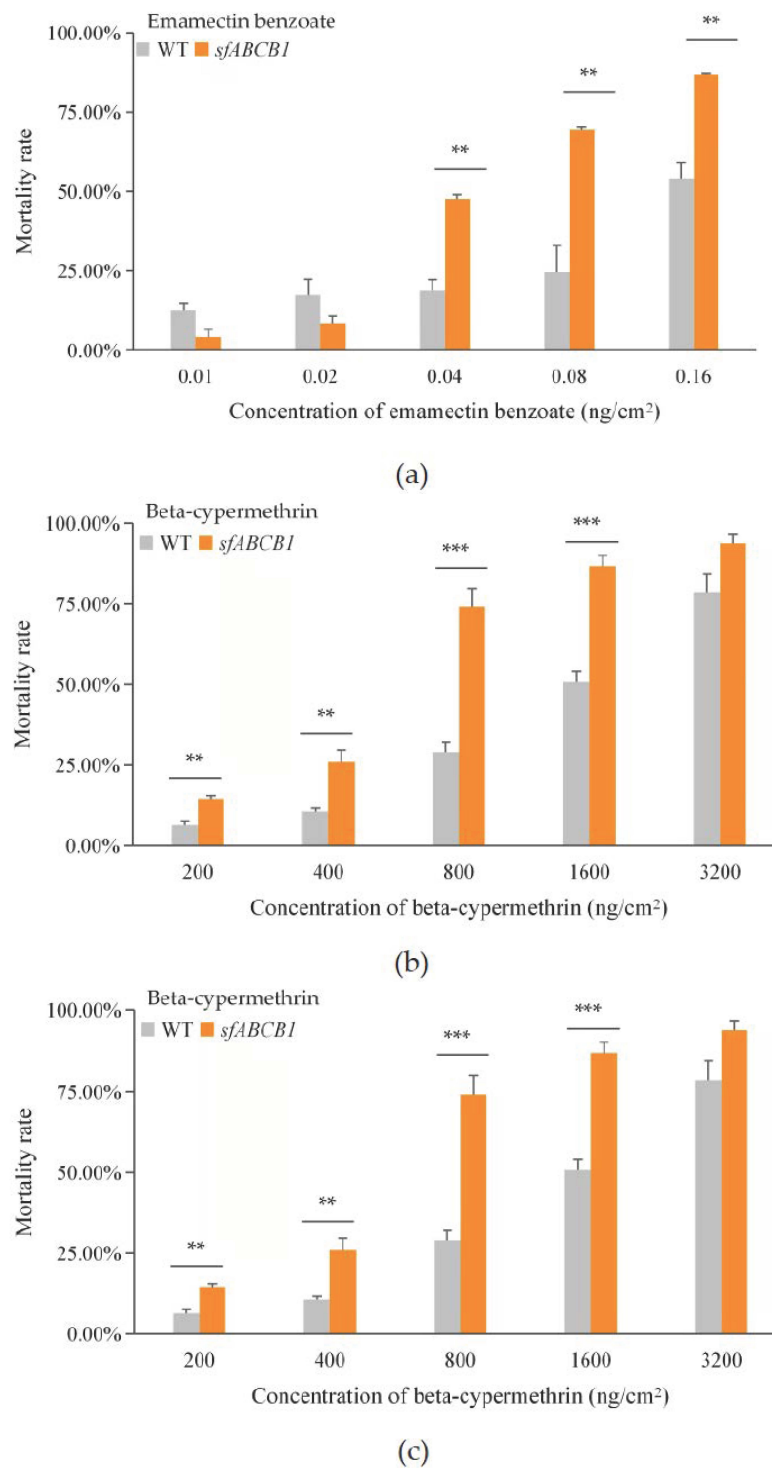 Emamectin benzoate
WT sfABCB1
100.00%
75.00%
50.00%
25.00%
0.00%
Mortality rate
** ** **
0.01 0.02 0.04 0.08 0.16
Concentration of emamectin benzoate (ng/cm²)
(a)
Beta-cypermethrin
WT sfABCB1
100.00%
75.00%
50.00%
25.00%
0.00%
Mortality rate
** ** *** ***
200 400 800 1600 3200
Concentration of beta-cypermethrin (ng/cm²)
(b)
Beta-cypermethrin
WT sfABCB1
100.00%
75.00%
50.00%
25.00%
0.00%
Mortality rate
** ** *** ***
200 400 800 1600 3200
Concentration of beta-cypermethrin (ng/cm²)
(c)